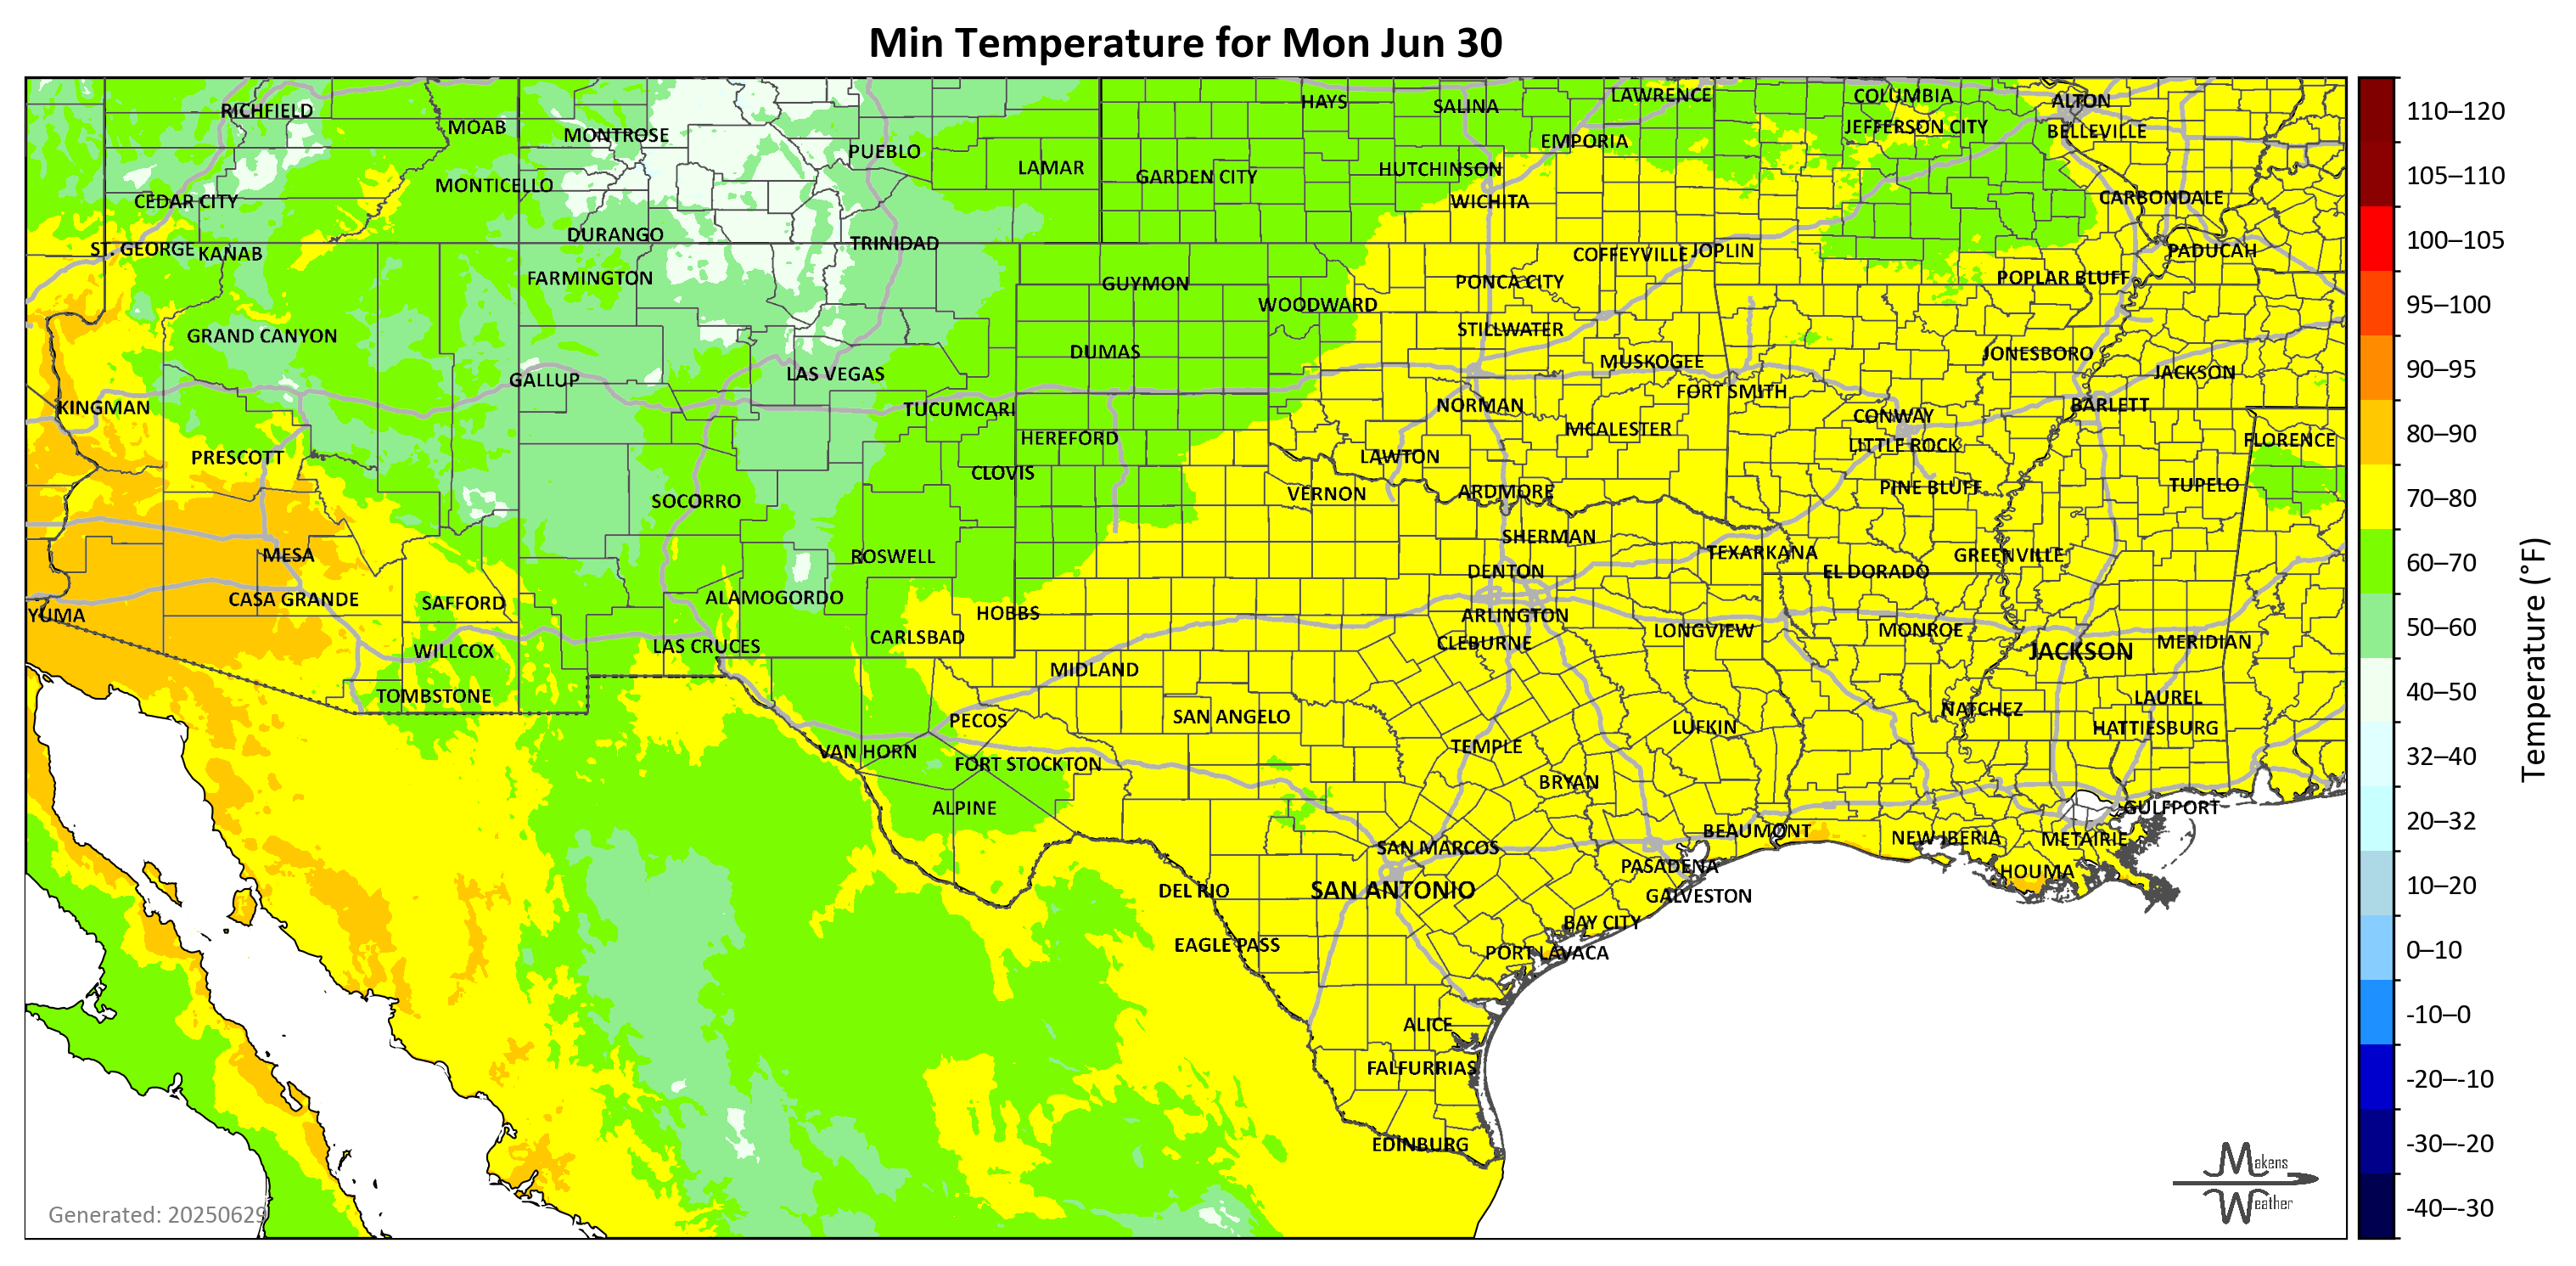 Min Temperature for Mon Jun 30
RICHFIELD
MOAB
MONTROSE
PUEBLO
LAMAR
HAYS
SALINA
LAWRENCE
EMPORIA
COLUMBIA
JEFFERSON CITY
ALTON
BELLEVILLE
CEDAR CITY
MONTICELLO
GARDEN CITY
HUTCHINSON
WICHITA
CARBONDALE
ST. GEORGE
KANAB
DURANGO
TRINIDAD
COFFEYVILLE
JOPLIN
PADUCAH
FARMINGTON
GUYMON
WOODWARD
PONCA CITY
POPLAR BLUFF
GRAND CANYON
DUMAS
STILLWATER
MUSKOGEE
JONESBORO
GALLUP
LAS VEGAS
FORT SMITH
JACKSON
KINGMAN
TUCUMCARI
NORMAN
CONWAY
BARLETT
PRESCOTT
HEREFORD
MCALESTER
LITTLE ROCK
FLORENCE
CLOVIS
LAWTON
SOCORRO
VERNON
ARDMORE
PINE BLUFF
TUPELO
MESA
ROSWELL
SHERMAN
TEXARKANA
GREENVILLE
DENTON
EL DORADO
YUMA
CASA GRANDE
SAFFORD
ALAMOGORDO
HOBBS
ARLINGTON
WILLCOX
LAS CRUCES
CARLSBAD
CLEBURNE
LONGVIEW
MONROE
JACKSON
MERIDIAN
TOMBSTONE
MIDLAND
LAUREL
PECOS
SAN ANGELO
LUFKIN
NATCHEZ
HATTIESBURG
VAN HORN
FORT STOCKTON
TEMPLE
BRYAN
ALPINE
GULFPORT
SAN MARCOS
BEAUMONT
NEW IBERIA
METAIRIE
DEL RIO
SAN ANTONIO
PASADENA
GALVESTON
HOUMA
EAGLE PASS
BAY CITY
PORT LAVACA
ALICE
FALFURRIAS
EDINBURG
Generated: 20250629
Makens
Weather
110–120
105–110
100–105
95–100
90–95
80–90
70–80
60–70
50–60
40–50
32–40
20–32
10–20
0–10
-10–0
-20–-10
-30–-20
-40–-30
Temperature (°F)